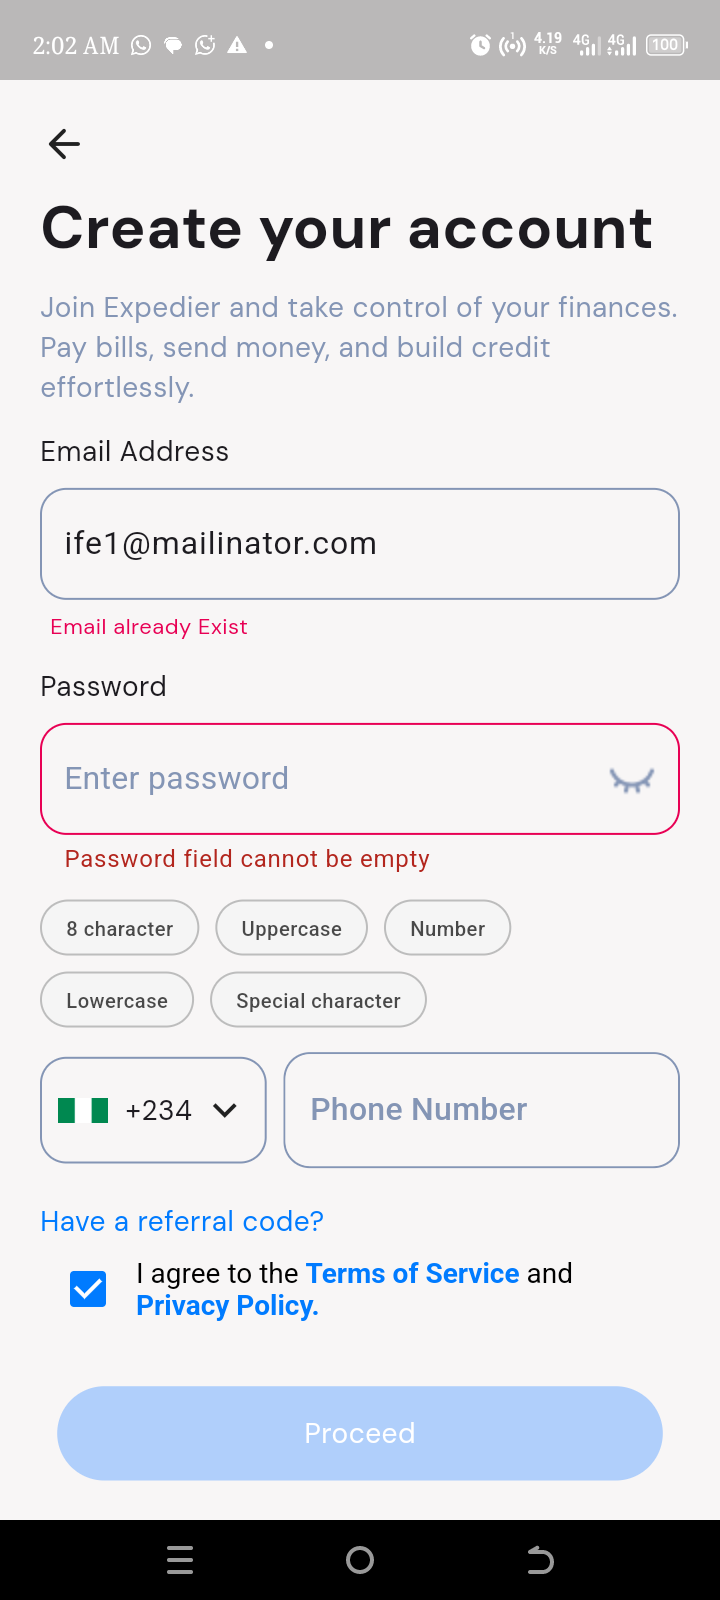 2:02 AM 1 4.19 K/S 4G 4G 100
Create your account
Join Expedier and take control of your finances.
Pay bills, send money, and build credit
effortlessly.
Email Address
ife1@mailinator.com
Email already Exist
Password
Enter password
Password field cannot be empty
8 character Uppercase Number
Lowercase Special character
+234 Phone Number
Have a referral code?
I agree to the Terms of Service and
Privacy Policy.
Proceed